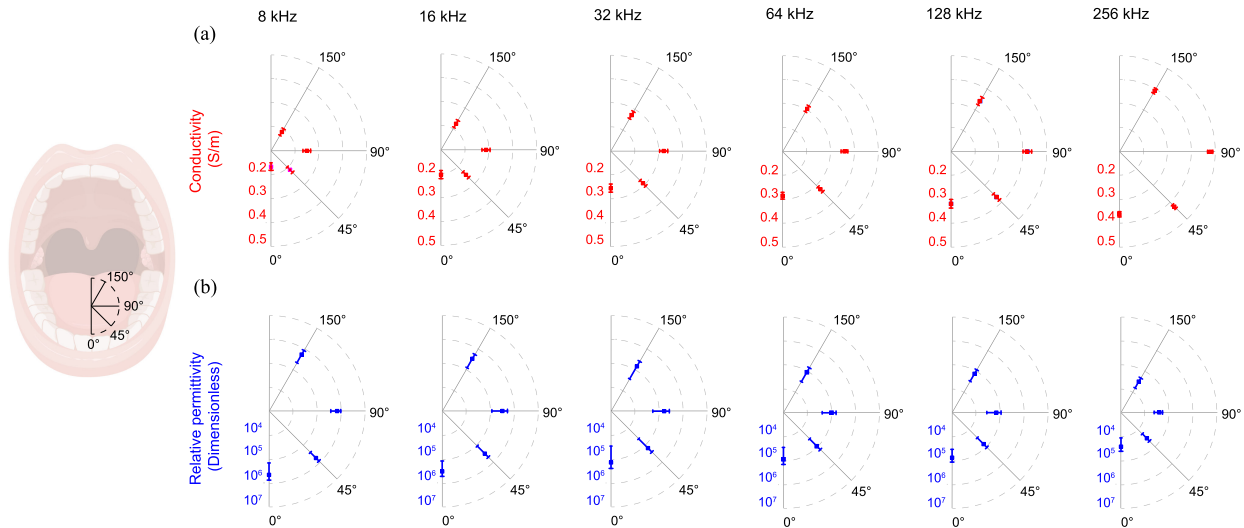 8 kHz 16 kHz 32 kHz 64 kHz 128 kHz 256 kHz
(a)
150° 150° 150° 150° 150° 150°
Conductivity
(S/m)
90° 90° 90° 90° 90° 90°
0.2 0.2 0.2 0.2 0.2 0.2
0.3 0.3 0.3 0.3 0.3 0.3
0.4 0.4 0.4 0.4 0.4 0.4
45° 45° 45° 45° 45° 45°
0.5 0.5 0.5 0.5 0.5 0.5
0° 0° 0° 0° 0° 0°
150°
90°
45°
0°
(b)
150° 150° 150° 150° 150° 150°
Relative permittivity
(Dimensionless)
90° 90° 90° 90° 90° 90°
10⁴ 10⁴ 10⁴ 10⁴ 10⁴ 10⁴
10⁵ 10⁵ 10⁵ 10⁵ 10⁵ 10⁵
10⁶ 10⁶ 10⁶ 10⁶ 10⁶ 10⁶
45° 45° 45° 45° 45° 45°
10⁷ 10⁷ 10⁷ 10⁷ 10⁷ 10⁷
0° 0° 0° 0° 0° 0°